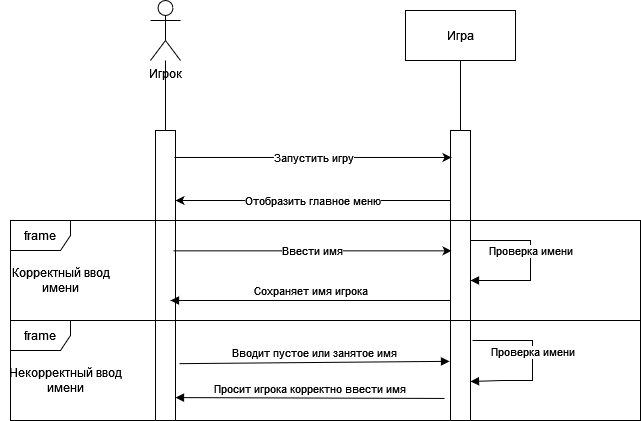 Игрок
Игра
Запустить игру
Отобразить главное меню
frame
Корректный ввод
имени
Ввести имя
Проверка имени
Сохраняет имя игрока
frame
Некорректный ввод
имени
Вводит пустое или занятое имя
Проверка имени
Просит игрока корректно ввести имя